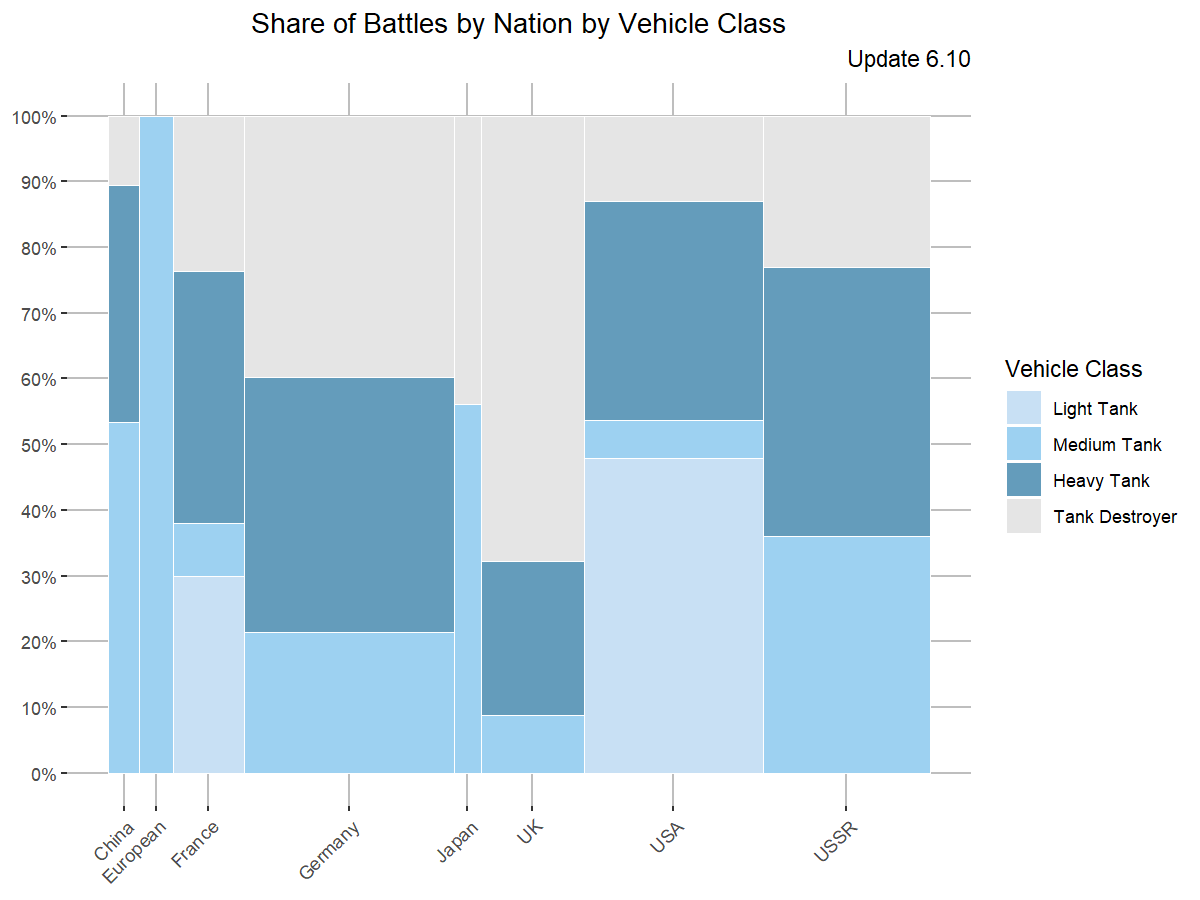 Share of Battles by Nation by Vehicle Class
Update 6.10
100%
90%
80%
70%
60%
50%
40%
30%
20%
10%
0%
China
European
France
Germany
Japan
UK
USA
USSR
Vehicle Class
Light Tank
Medium Tank
Heavy Tank
Tank Destroyer